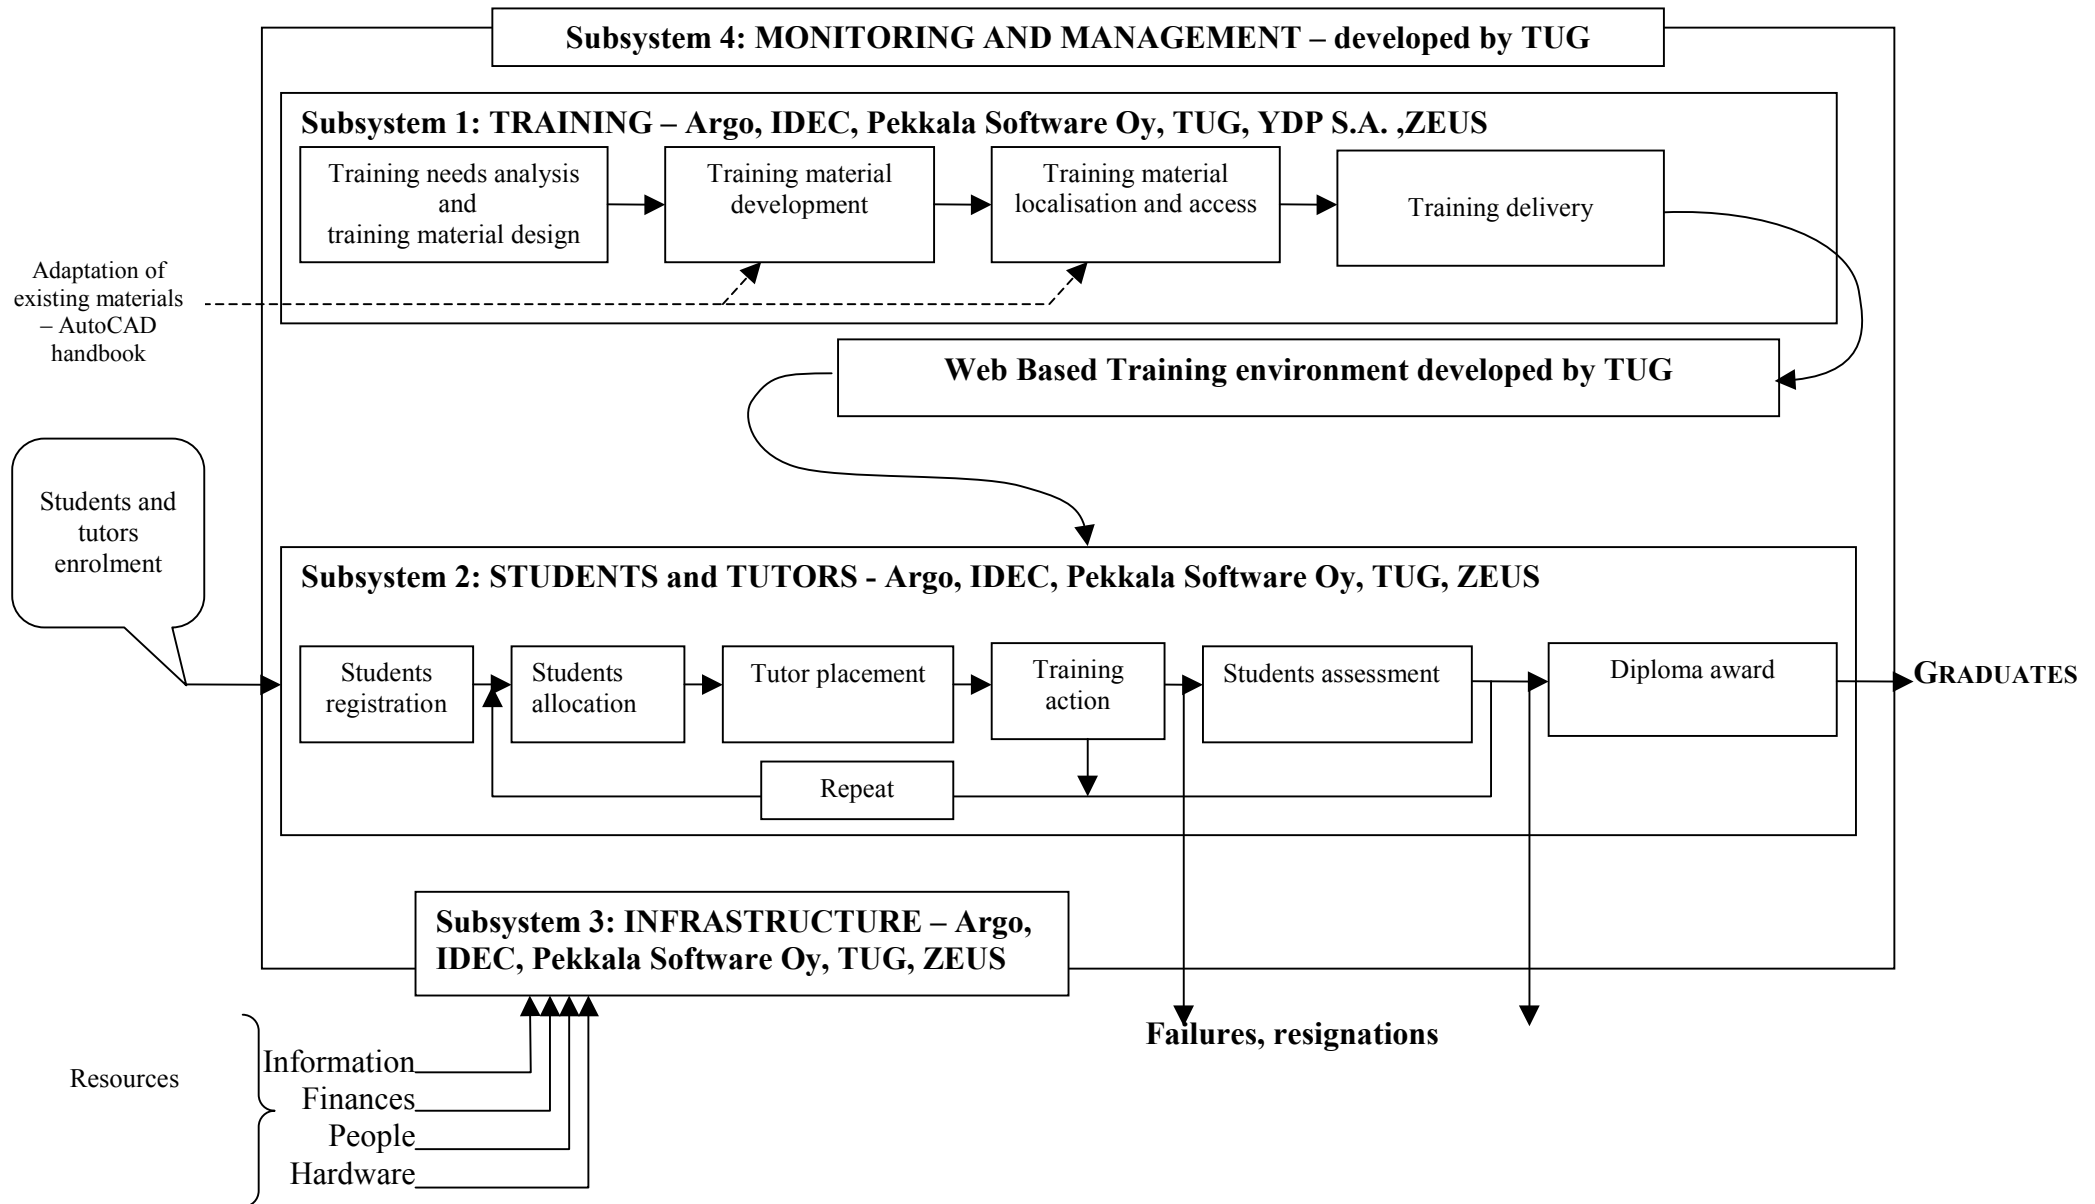 Subsystem 4: MONITORING AND MANAGEMENT – developed by TUG
Subsystem 1: TRAINING – Argo, IDEC, Pekkala Software Oy, TUG, YDP S.A. ,ZEUS
Training needs analysis
and
training material design
Training material
development
Training material
localisation and access
Training delivery
Adaptation of
existing materials
– AutoCAD
handbook
Web Based Training environment developed by TUG
Students and
tutors
enrolment
Subsystem 2: STUDENTS and TUTORS - Argo, IDEC, Pekkala Software Oy, TUG, ZEUS
Students
registration
Students
allocation
Tutor placement
Training
action
Students assessment
Diploma award
GRADUATES
Repeat
Subsystem 3: INFRASTRUCTURE – Argo,
IDEC, Pekkala Software Oy, TUG, ZEUS
Failures, resignations
Resources
Information
Finances
People
Hardware